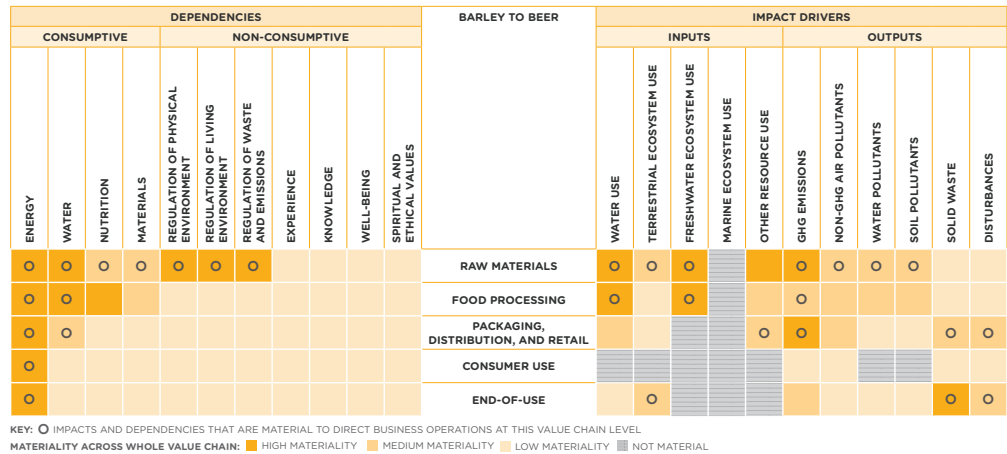 DEPENDENCIES
BARLEY TO BEER
IMPACT DRIVERS
CONSUMPTIVE
NON-CONSUMPTIVE
INPUTS
OUTPUTS
ENERGY
WATER
NUTRITION
MATERIALS
REGULATION OF PHYSICAL
ENVIRONMENT
REGULATION OF LIVING
ENVIRONMENT
REGULATION OF WASTE
AND EMISSIONS
EXPERIENCE
KNOWLEDGE
WELL-BEING
SPIRITUAL AND
ETHICAL VALUES
WATER USE
TERRESTRIAL ECOSYSTEM USE
FRESHWATER ECOSYSTEM USE
MARINE ECOSYSTEM USE
OTHER RESOURCE USE
GHG EMISSIONS
NON-GHG AIR POLLUTANTS
WATER POLLUTANTS
SOIL POLLUTANTS
SOLID WASTE
DISTURBANCES
RAW MATERIALS
FOOD PROCESSING
PACKAGING,
DISTRIBUTION, AND RETAIL
CONSUMER USE
END-OF-USE
KEY: IMPACTS AND DEPENDENCIES THAT ARE MATERIAL TO DIRECT BUSINESS OPERATIONS AT THIS VALUE CHAIN LEVEL
MATERIALITY ACROSS WHOLE VALUE CHAIN: HIGH MATERIALITY MEDIUM MATERIALITY LOW MATERIALITY NOT MATERIAL